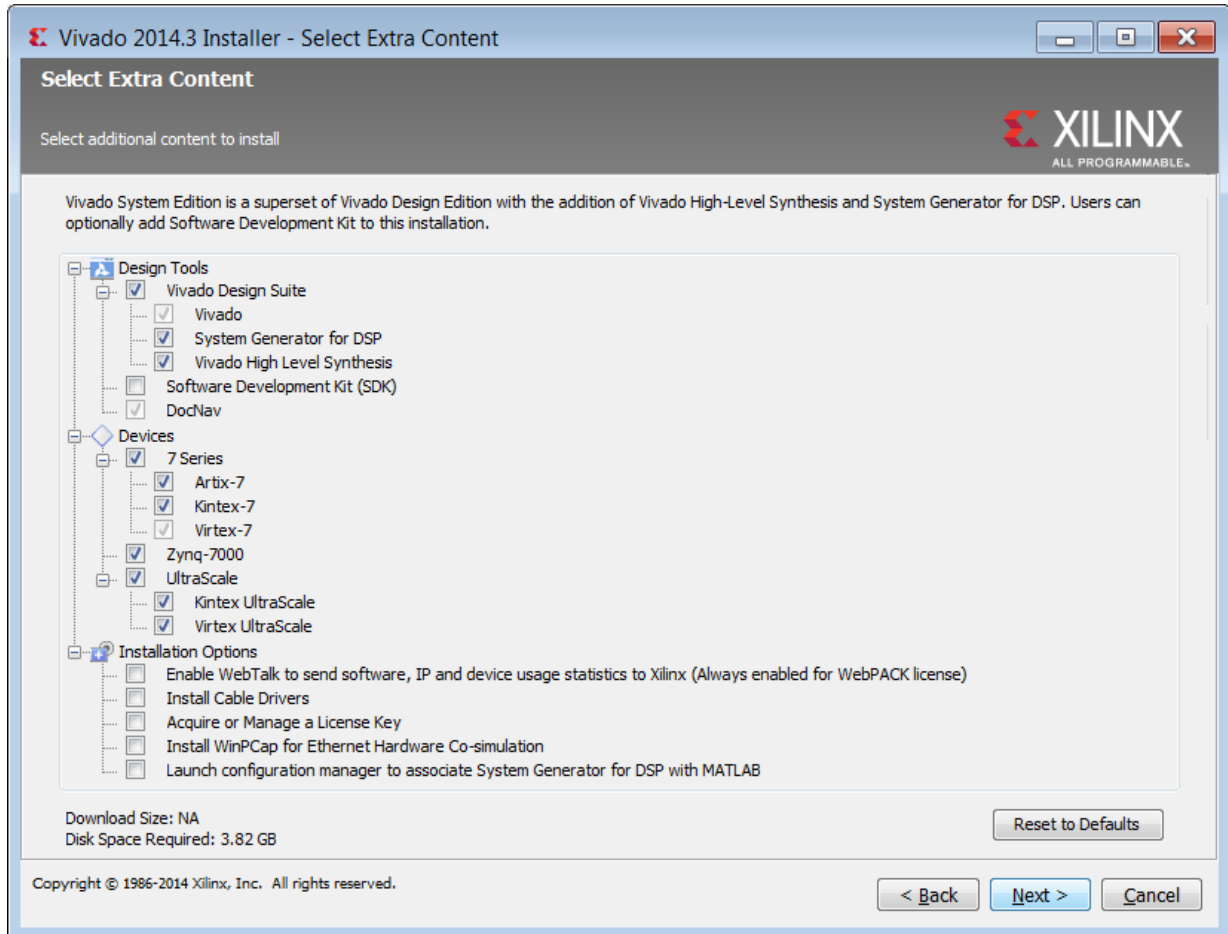 Vivado 2014.3 Installer - Select Extra Content
Select Extra Content
Select additional content to install
XILINX
ALL PROGRAMMABLE™
Vivado System Edition is a superset of Vivado Design Edition with the addition of Vivado High-Level Synthesis and System Generator for DSP. Users can
optionally add Software Development Kit to this installation.
Design Tools
Vivado Design Suite
Vivado
System Generator for DSP
Vivado High Level Synthesis
Software Development Kit (SDK)
DocNav
Devices
7 Series
Artix-7
Kintex-7
Virtex-7
Zynq-7000
UltraScale
Kintex UltraScale
Virtex UltraScale
Installation Options
Enable WebTalk to send software, IP and device usage statistics to Xilinx (Always enabled for WebPACK license)
Install Cable Drivers
Acquire or Manage a License Key
Install WinPCap for Ethernet Hardware Co-simulation
Launch configuration manager to associate System Generator for DSP with MATLAB
Download Size: NA
Disk Space Required: 3.82 GB
Reset to Defaults
Copyright © 1986-2014 Xilinx, Inc. All rights reserved.
< Back
Next >
Cancel